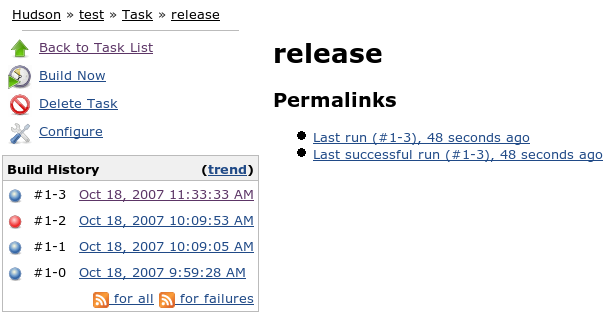 Hudson » test » Task » release
Back to Task List
Build Now
Delete Task
Configure
Build History (trend)
#1-3 Oct 18, 2007 11:33:33 AM
#1-2 Oct 18, 2007 10:09:53 AM
#1-1 Oct 18, 2007 10:09:05 AM
#1-0 Oct 18, 2007 9:59:28 AM
for all for failures
release
Permalinks
Last run (#1-3), 48 seconds ago
Last successful run (#1-3), 48 seconds ago